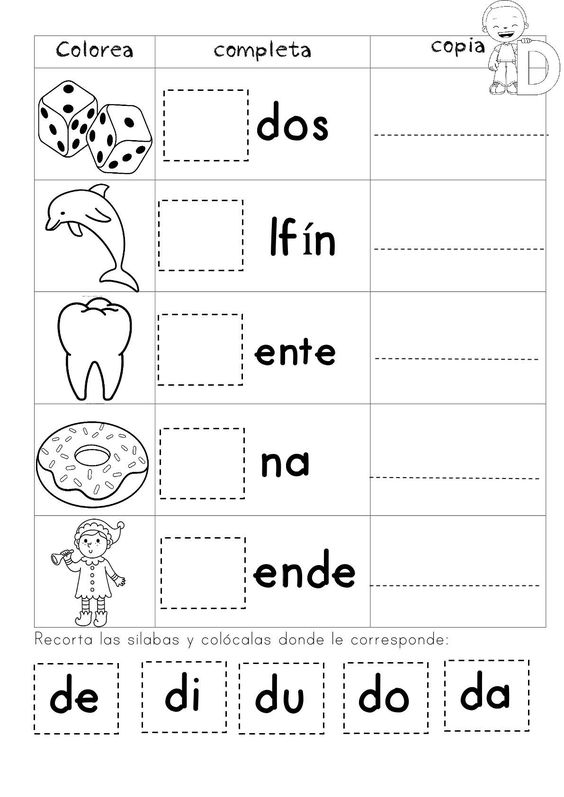 Colorea completa copia D
dos
lfín
ente
na
ende
Recorta las silabas y colócalas donde le corresponde:
de di du do da